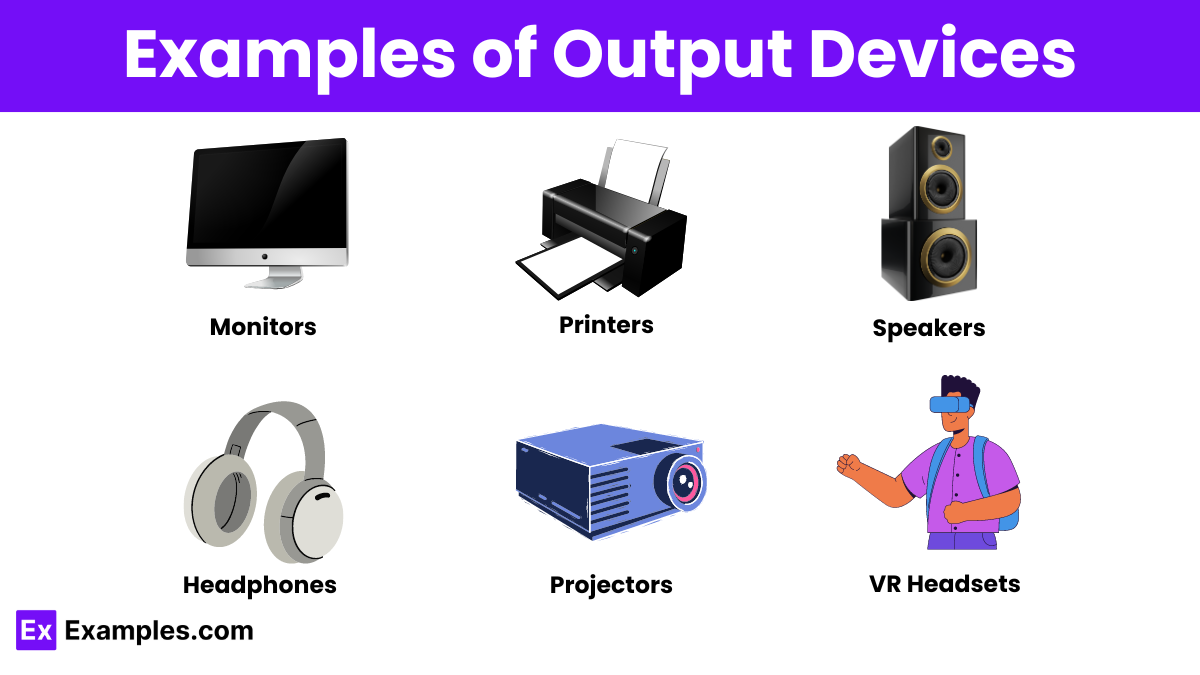 Examples of Output Devices
Monitors
Printers
Speakers
Headphones
Projectors
VR Headsets
Ex Examples.com